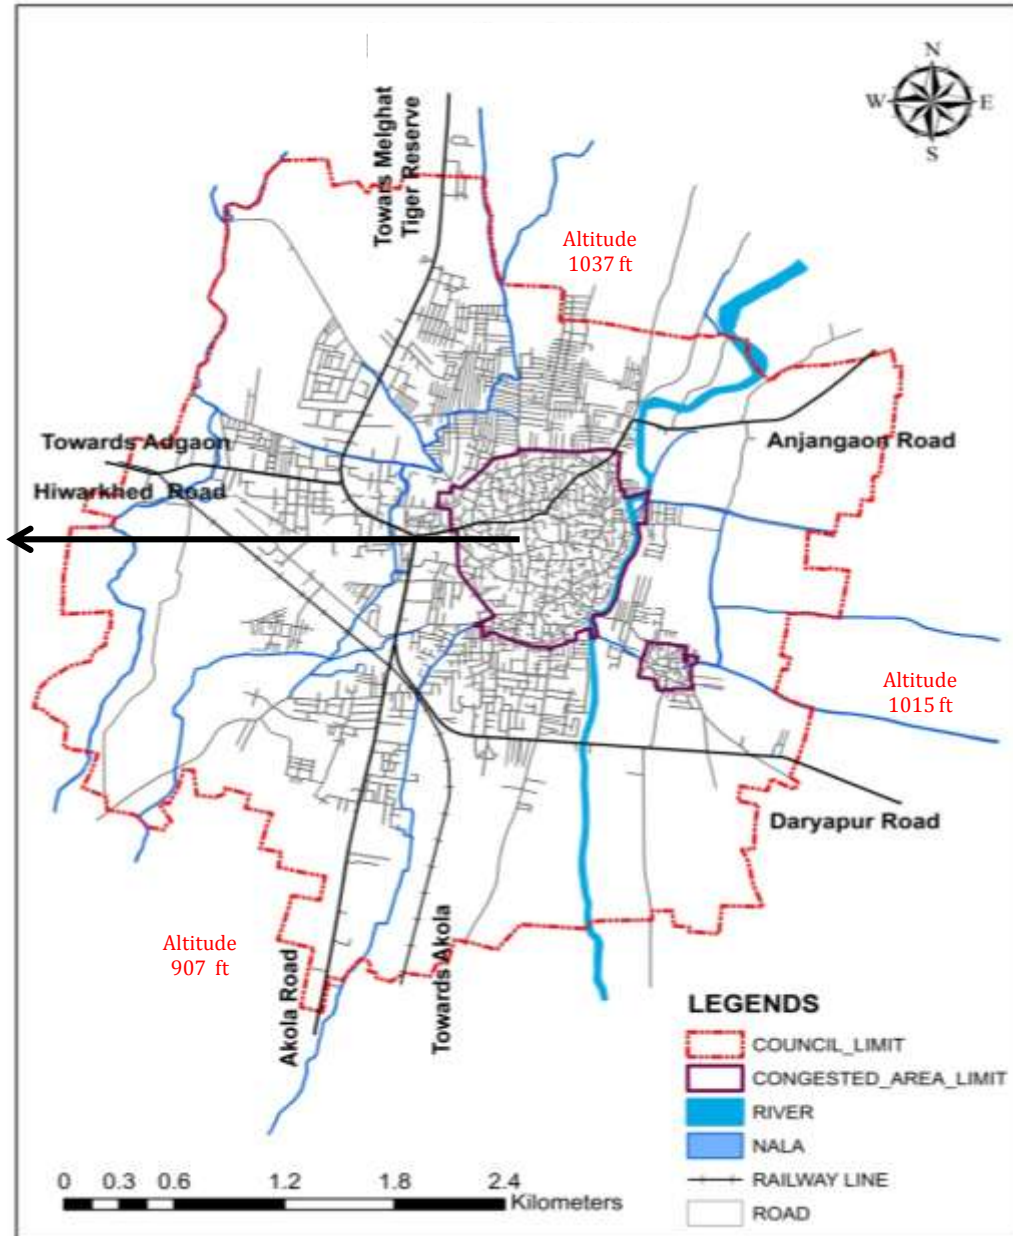 N
W
E
S
Towars Melghat
Tiger Reserve
Altitude
1037 ft
Towards Adgaon
Hiwarkhed Road
Anjangaon Road
Altitude
1015 ft
Daryapur Road
Altitude
907 ft
Akola Road
Towards Akola
LEGENDS
COUNCIL_LIMIT
CONGESTED_AREA_LIMIT
RIVER
NALA
RAILWAY LINE
ROAD
0 0.3 0.6 1.2 1.8 2.4
Kilometers